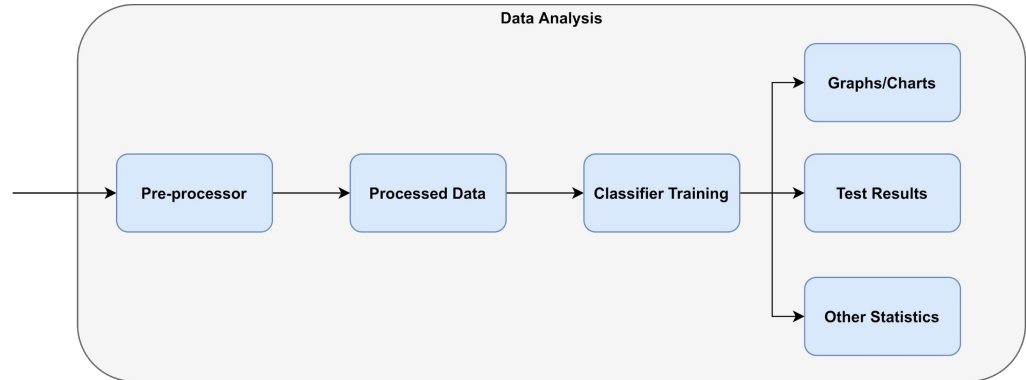 Data Analysis
Graphs/Charts
Pre-processor
Processed Data
Classifier Training
Test Results
Other Statistics